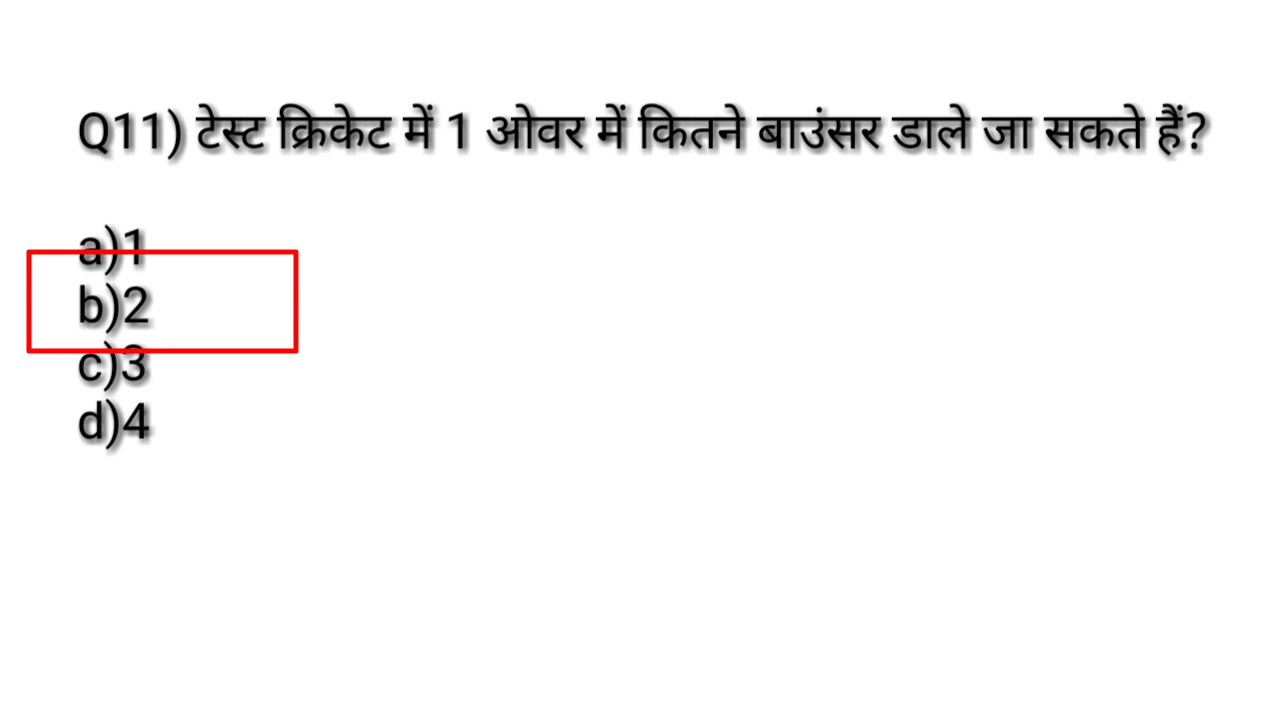 Q11) टेस्ट क्रिकेट में 1 ओवर में कितने बाउंसर डाले जा सकते हैं?
a)1
b)2
c)3
d)4